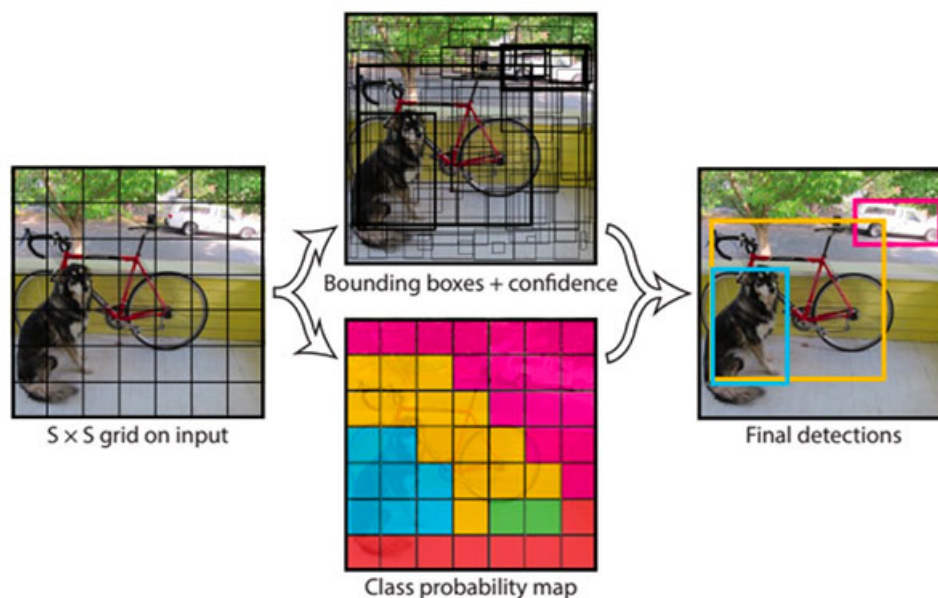 S × S grid on input
Bounding boxes + confidence
Class probability map
Final detections